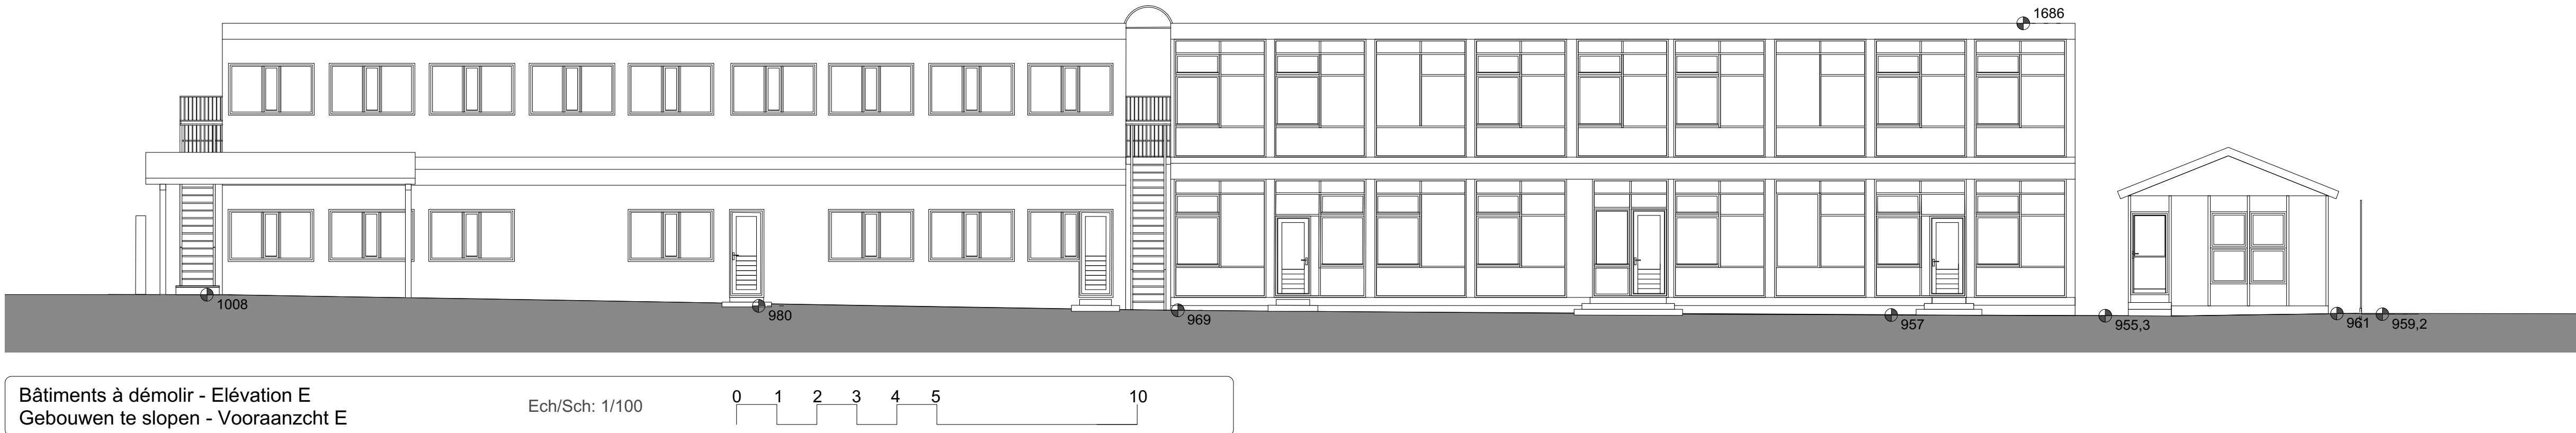 1686
1008
980
969
957
955,3
961
959,2
Bâtiments à démolir - Elévation E
Gebouwen te slopen - Vooraanzcht E
Ech/Sch: 1/100
0 1 2 3 4 5 10